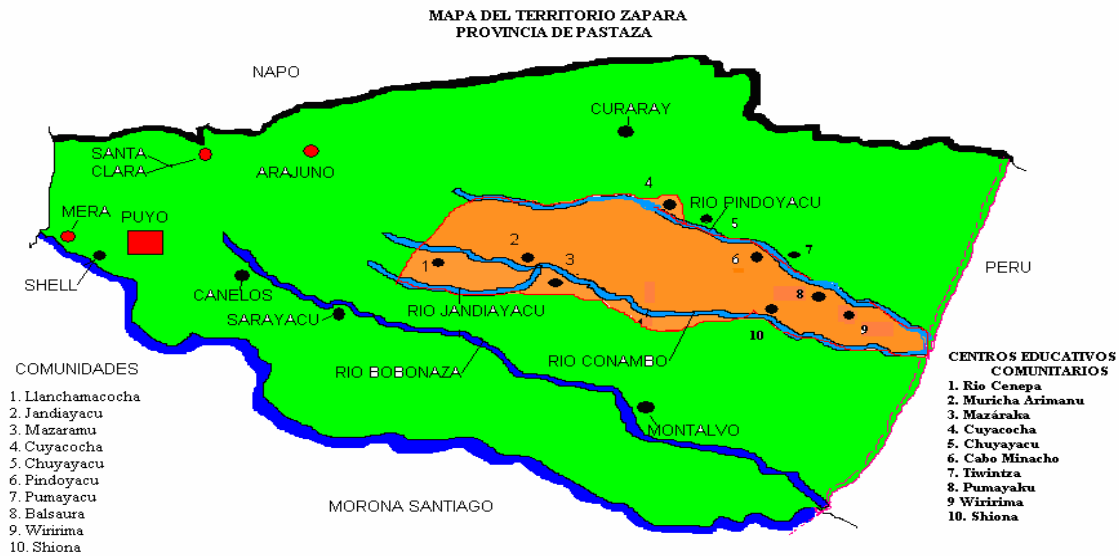 MAPA DEL TERRITORIO ZAPARA
PROVINCIA DE PASTAZA
NAPO
CURARAY
SANTA
CLARA
ARAJUNO
MERA
PUYO
SHELL
CANELOS
SARAYACU
4
RIO PINDOYACU
5
2
3
1
6
7
8
9
10
RIO JANDIAYACU
RIO CONAMBO
RIO BOBONAZA
MONTALVO
PERU
MORONA SANTIAGO
COMUNIDADES
1. Llanchamacocha
2. Jandiayacu
3. Mazaramu
4. Cuyacocha
5. Chuyayacu
6. Pindoyacu
7. Pumayacu
8. Balsaura
9. Wiririma
10. Shiona
CENTROS EDUCATIVOS
COMUNITARIOS
1. Rio Cenepa
2. Muricha Arimanu
3. Mazáraka
4. Cuyacocha
5. Chuyayacu
6. Cabo Minacho
7. Tiwintza
8. Pumayaku
9 Wiririma
10. Shiona